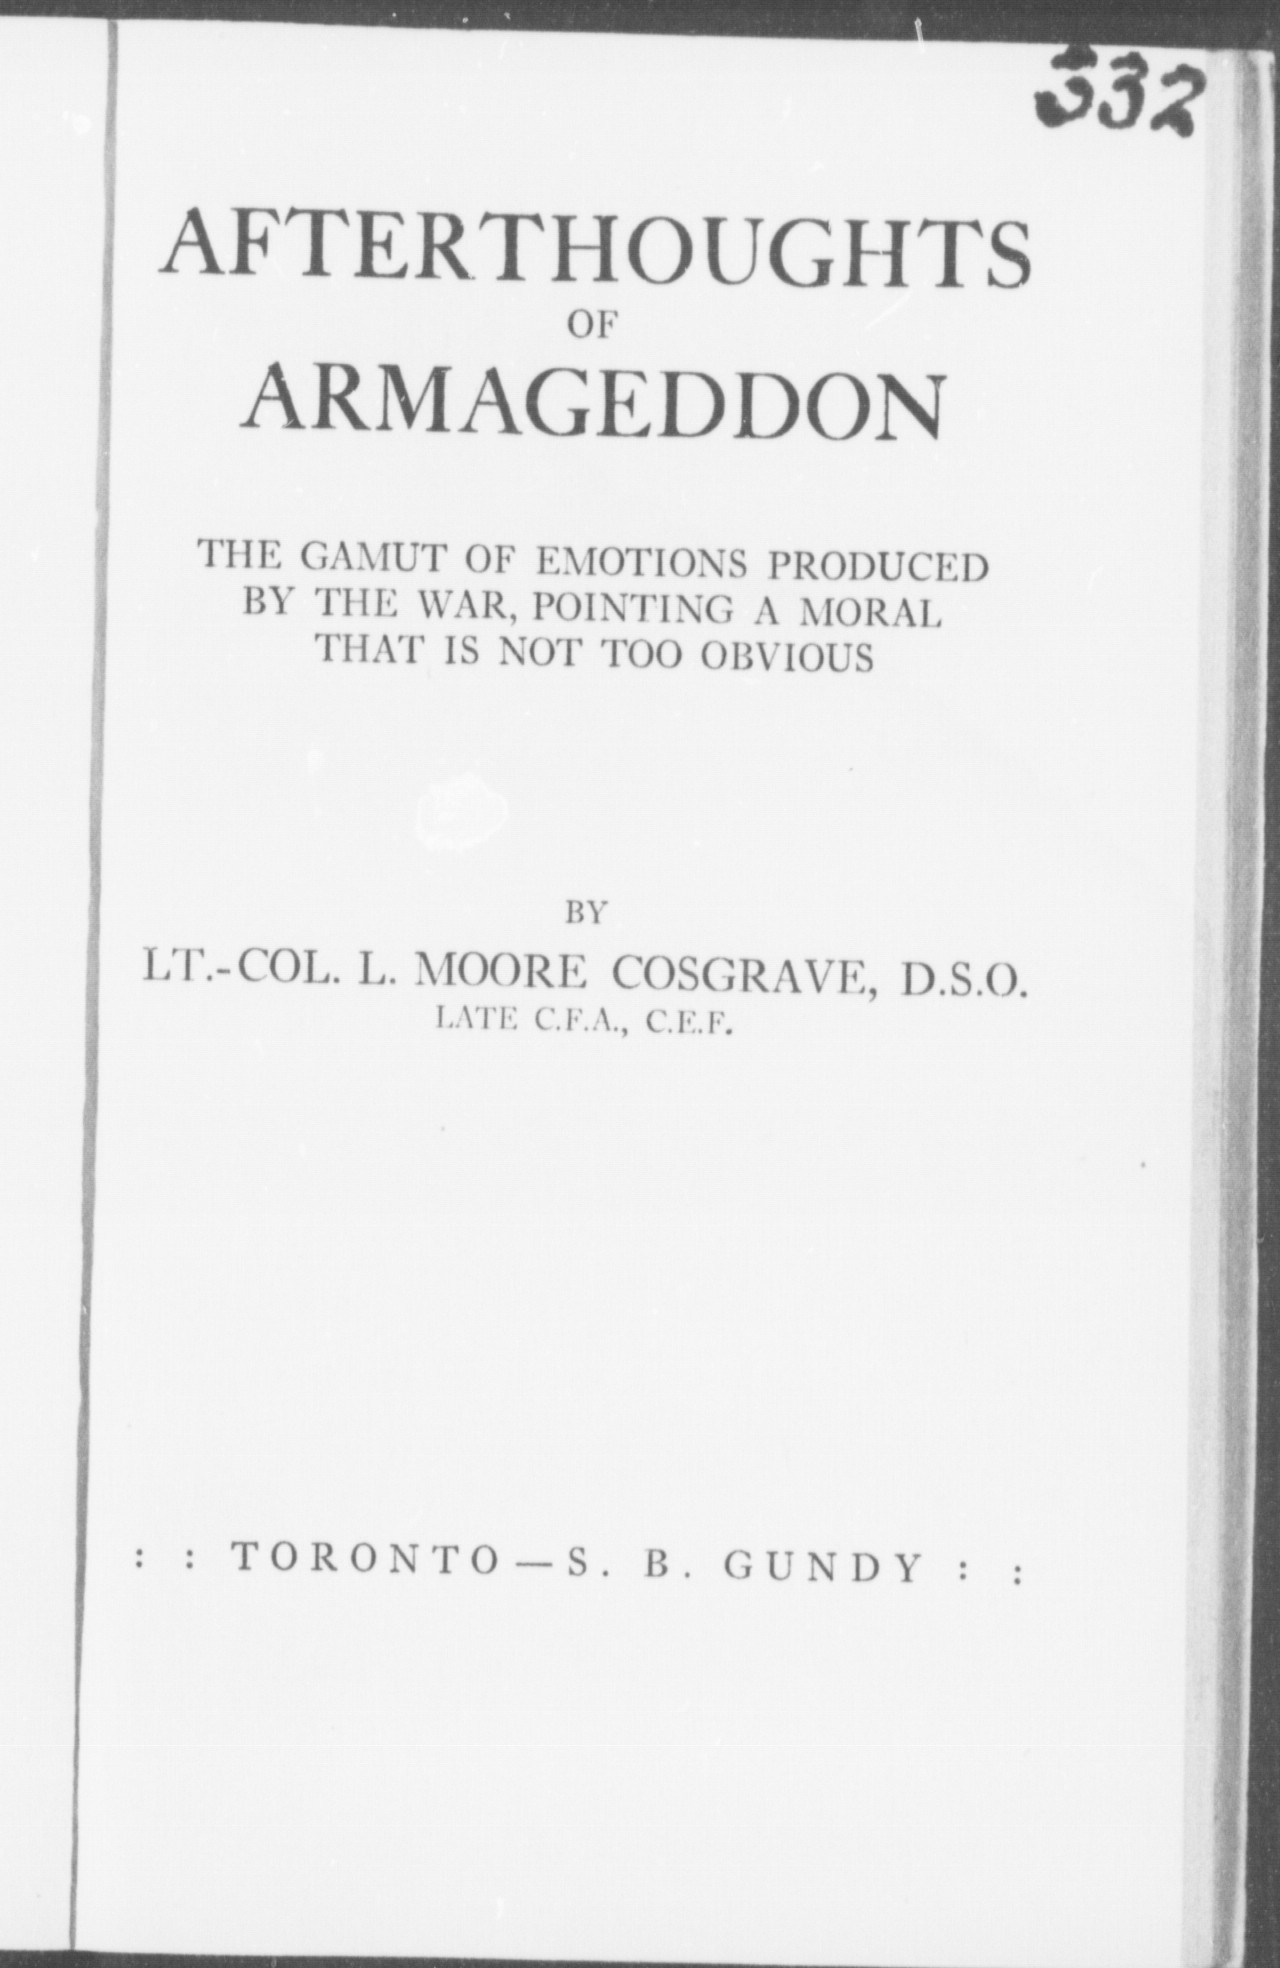 332
AFTERTHOUGHTS
OF
ARMAGEDDON
THE GAMUT OF EMOTIONS PRODUCED
BY THE WAR, POINTING A MORAL
THAT IS NOT TOO OBVIOUS
BY
LT.-COL. L. MOORE COSGRAVE, D.S.O.
LATE C.F.A., C.E.F.
: : TORONTO — S. B. GUNDY : :